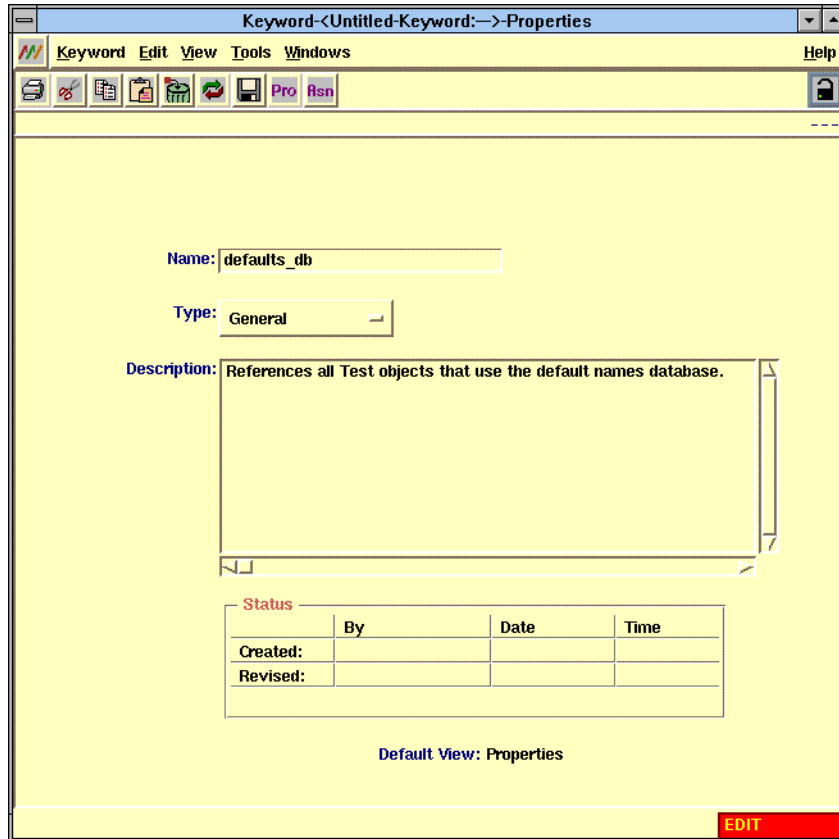 Keyword-<Untitled-Keyword:—>-Properties
Keyword Edit View Tools Windows Help
Pro Asn
---
Name: defaults_db
Type: General
Description: References all Test objects that use the default names database.
Status
By Date Time
Created:
Revised:
Default View: Properties
EDIT